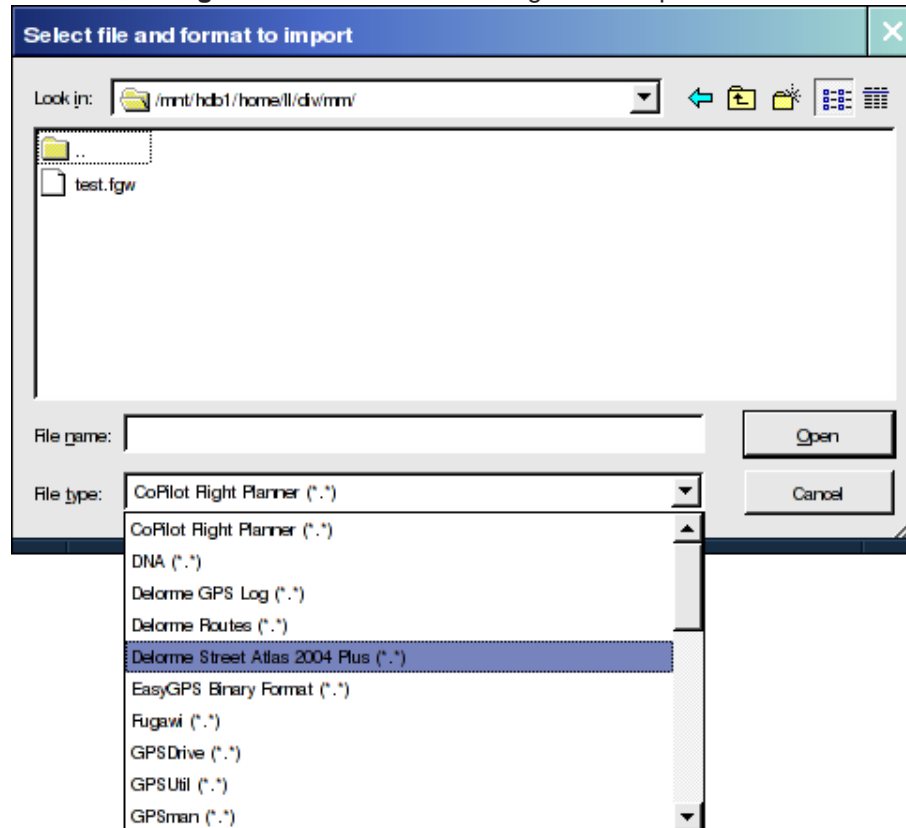 Select file and format to import
Look in: /mnt/hdb1/home/ll/div/mm/
..
test.fgw
File name:
Open
File type: CoPilot Flight Planner (*.*)
Cancel
CoPilot Flight Planner (*.*)
DNA (*.*)
Delorme GPS Log (*.*)
Delorme Routes (*.*)
Delorme Street Atlas 2004 Plus (*.*)
EasyGPS Binary Format (*.*)
Fugawi (*.*)
GPSDrive (*.*)
GPSUtil (*.*)
GPSman (*.*)